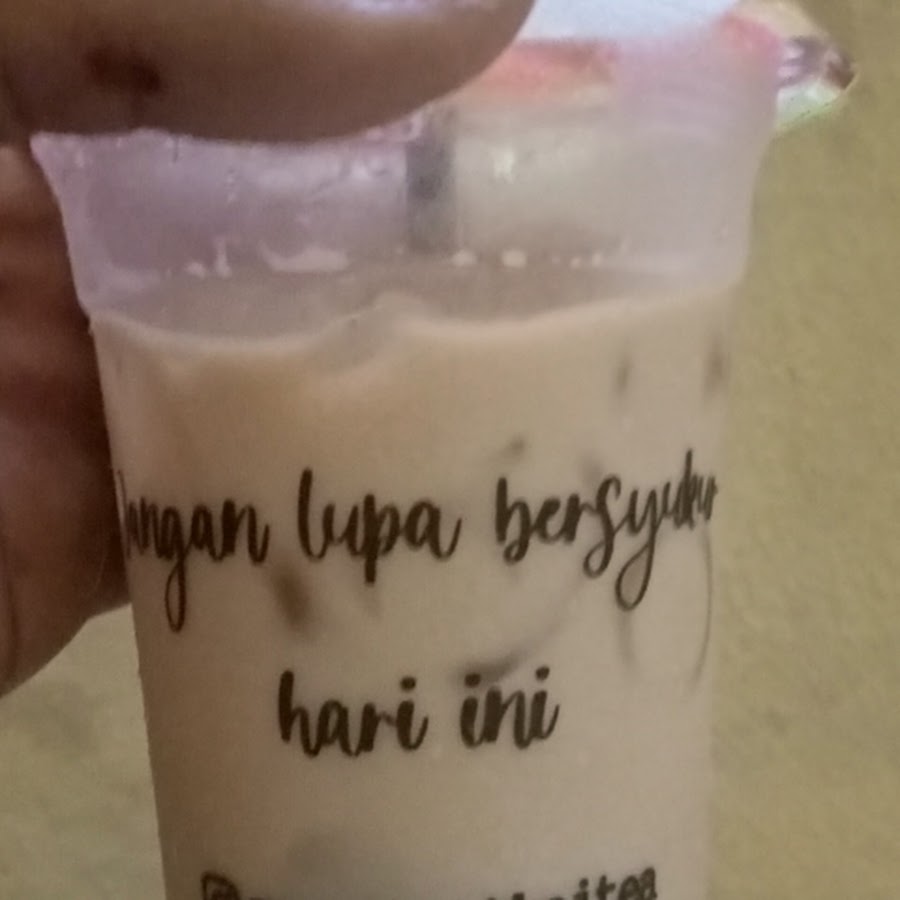 Jangan lupa bersyukur
hari ini